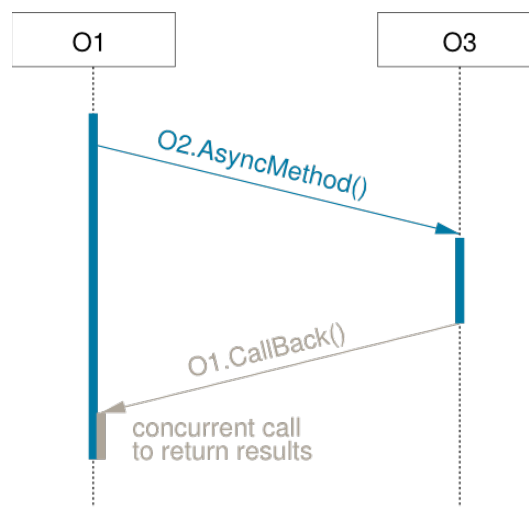 O1
O3
O2.AsyncMethod()
O1.CallBack()
concurrent call
to return results